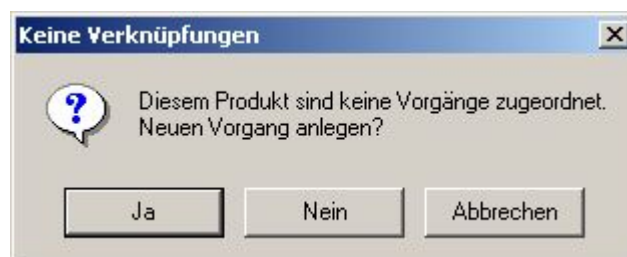 Keine Verknüpfungen
Diesem Produkt sind keine Vorgänge zugeordnet.
Neuen Vorgang anlegen?
Ja Nein Abbrechen